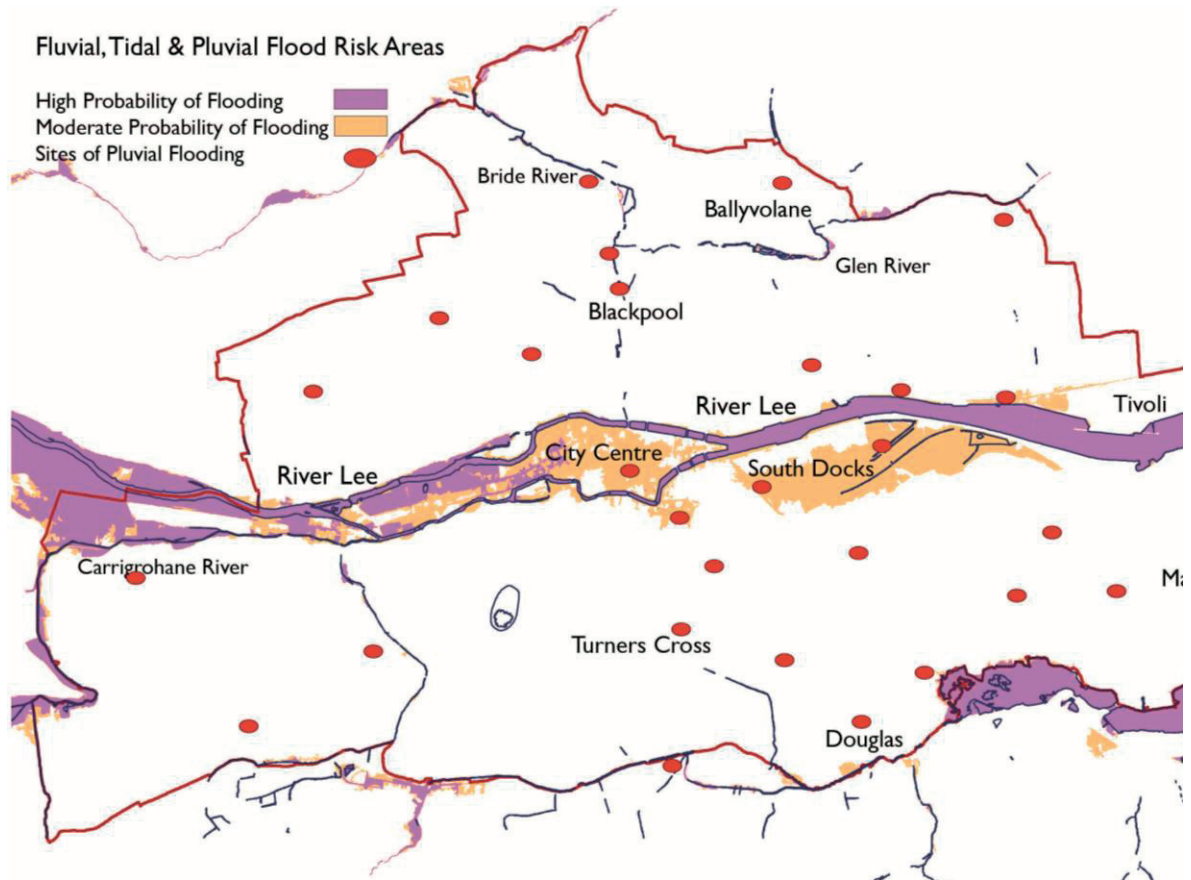 Fluvial, Tidal & Pluvial Flood Risk Areas
High Probability of Flooding
Moderate Probability of Flooding
Sites of Pluvial Flooding
Bride River
Ballyvolane
Glen River
Blackpool
River Lee
Tivoli
City Centre
River Lee
South Docks
Carrigrohane River
Ma
Turners Cross
Douglas